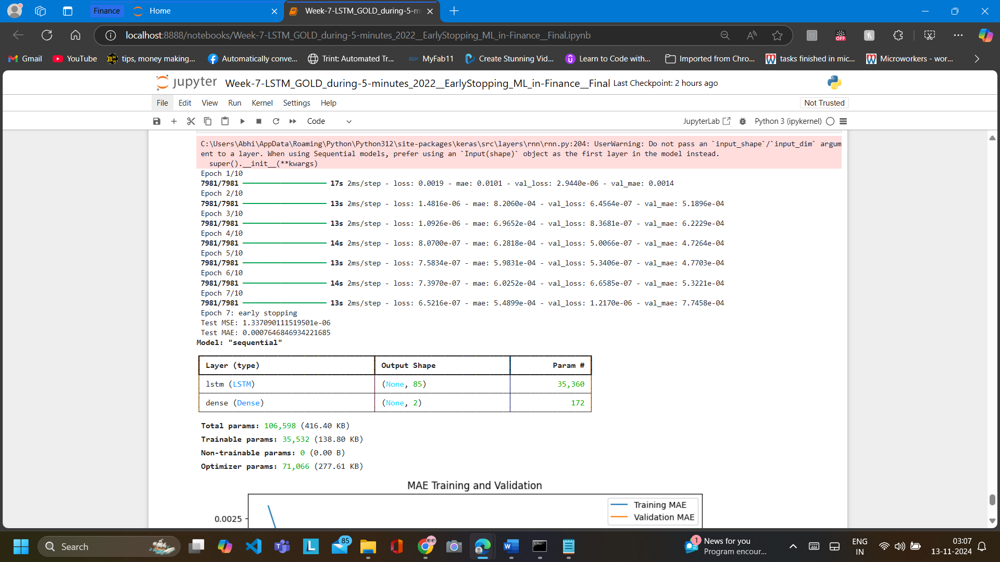 Finance
Home
Week-7-LSTM_GOLD_during-5-m
localhost:8888/notebooks/Week-7-LSTM_GOLD_during-5-minutes_2022__EarlyStopping_ML_in-Finance__Final.ipynb
OFF
Gmail
YouTube
tips, money making...
Automatically conve...
Trint: Automated Tr...
MyFab11
Create Stunning Vid...
Learn to Code with...
Imported from Chro...
tasks finished in mic...
Microworkers - wor...
jupyter Week-7-LSTM_GOLD_during-5-minutes_2022__EarlyStopping_ML_in-Finance__Final Last Checkpoint: 2 hours ago
File Edit View Run Kernel Settings Help
Not Trusted
Code
JupyterLab
Python 3 (ipykernel)
C:\Users\Abhi\AppData\Roaming\Python\Python312\site-packages\keras\src\layers\rnn\rnn.py:204: UserWarning: Do not pass an `input_shape`/`input_dim` argum
ent to a layer. When using Sequential models, prefer using an `Input(shape)` object as the first layer in the model instead.
super().__init__(**kwargs)
Epoch 1/10
7981/7981 17s 2ms/step - loss: 0.0019 - mae: 0.0101 - val_loss: 2.9440e-06 - val_mae: 0.0014
Epoch 2/10
7981/7981 13s 2ms/step - loss: 1.4816e-06 - mae: 8.2060e-04 - val_loss: 6.4564e-07 - val_mae: 5.1896e-04
Epoch 3/10
7981/7981 13s 2ms/step - loss: 1.0926e-06 - mae: 6.9652e-04 - val_loss: 8.3681e-07 - val_mae: 6.2229e-04
Epoch 4/10
7981/7981 14s 2ms/step - loss: 8.0700e-07 - mae: 6.2818e-04 - val_loss: 5.0066e-07 - val_mae: 4.7264e-04
Epoch 5/10
7981/7981 13s 2ms/step - loss: 7.5834e-07 - mae: 5.9831e-04 - val_loss: 5.3406e-07 - val_mae: 4.7703e-04
Epoch 6/10
7981/7981 14s 2ms/step - loss: 7.3970e-07 - mae: 6.0252e-04 - val_loss: 6.6585e-07 - val_mae: 5.3221e-04
Epoch 7/10
7981/7981 13s 2ms/step - loss: 6.5216e-07 - mae: 5.4899e-04 - val_loss: 1.2170e-06 - val_mae: 7.7458e-04
Epoch 7: early stopping
Test MSE: 1.337090111519501e-06
Test MAE: 0.0007646846934221685
Model: "sequential"
Layer (type) Output Shape Param #
lstm (LSTM) (None, 85) 35,360
dense (Dense) (None, 2) 172
Total params: 106,598 (416.40 KB)
Trainable params: 35,532 (138.80 KB)
Non-trainable params: 0 (0.00 B)
Optimizer params: 71,066 (277.61 KB)
MAE Training and Validation
Training MAE
Validation MAE
0.0025
Search
85
1
News for you
Program encour...
ENG
IN
03:07
13-11-2024